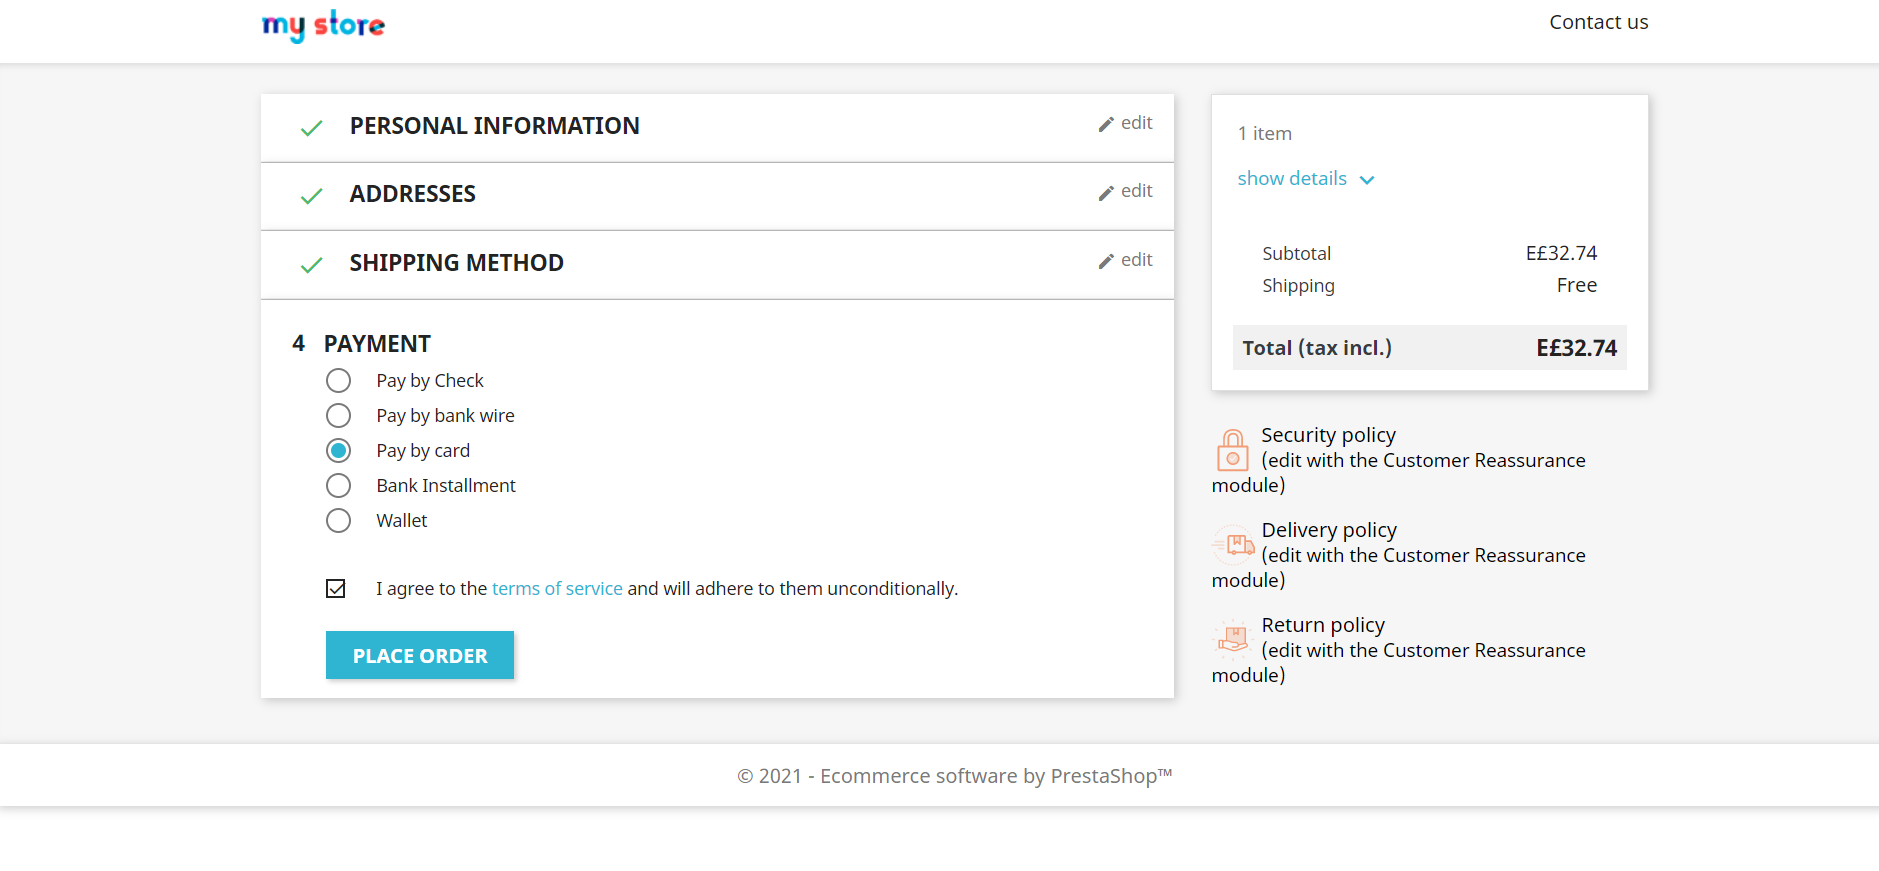 my store
Contact us
PERSONAL INFORMATION
edit
ADDRESSES
edit
SHIPPING METHOD
edit
4 PAYMENT
Pay by Check
Pay by bank wire
Pay by card
Bank Installment
Wallet
I agree to the terms of service and will adhere to them unconditionally.
PLACE ORDER
1 item
show details
Subtotal E£32.74
Shipping Free
Total (tax incl.) E£32.74
Security policy
(edit with the Customer Reassurance
module)
Delivery policy
(edit with the Customer Reassurance
module)
Return policy
(edit with the Customer Reassurance
module)
© 2021 - Ecommerce software by PrestaShop™